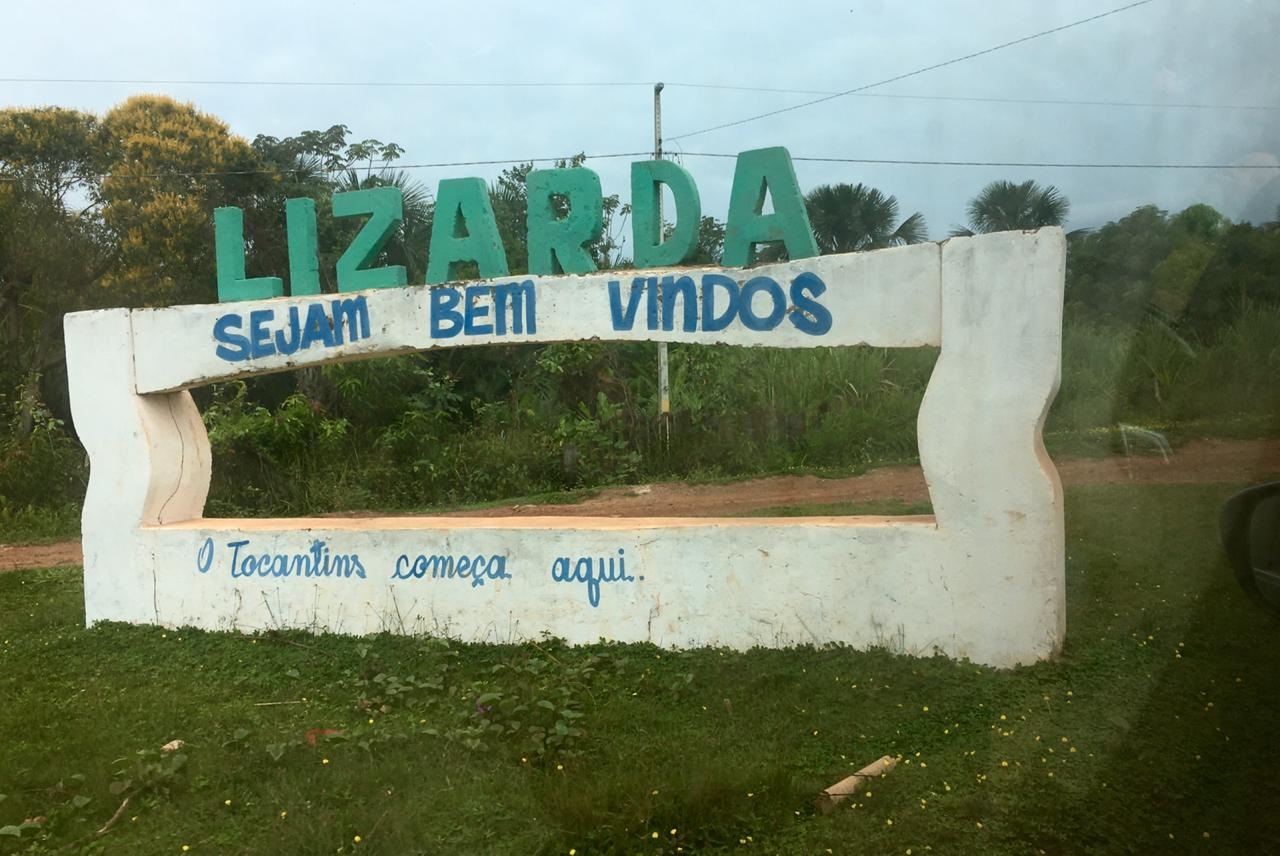 LIZARDA
SEJAM BEM VINDOS
O Tocantins começa aqui.